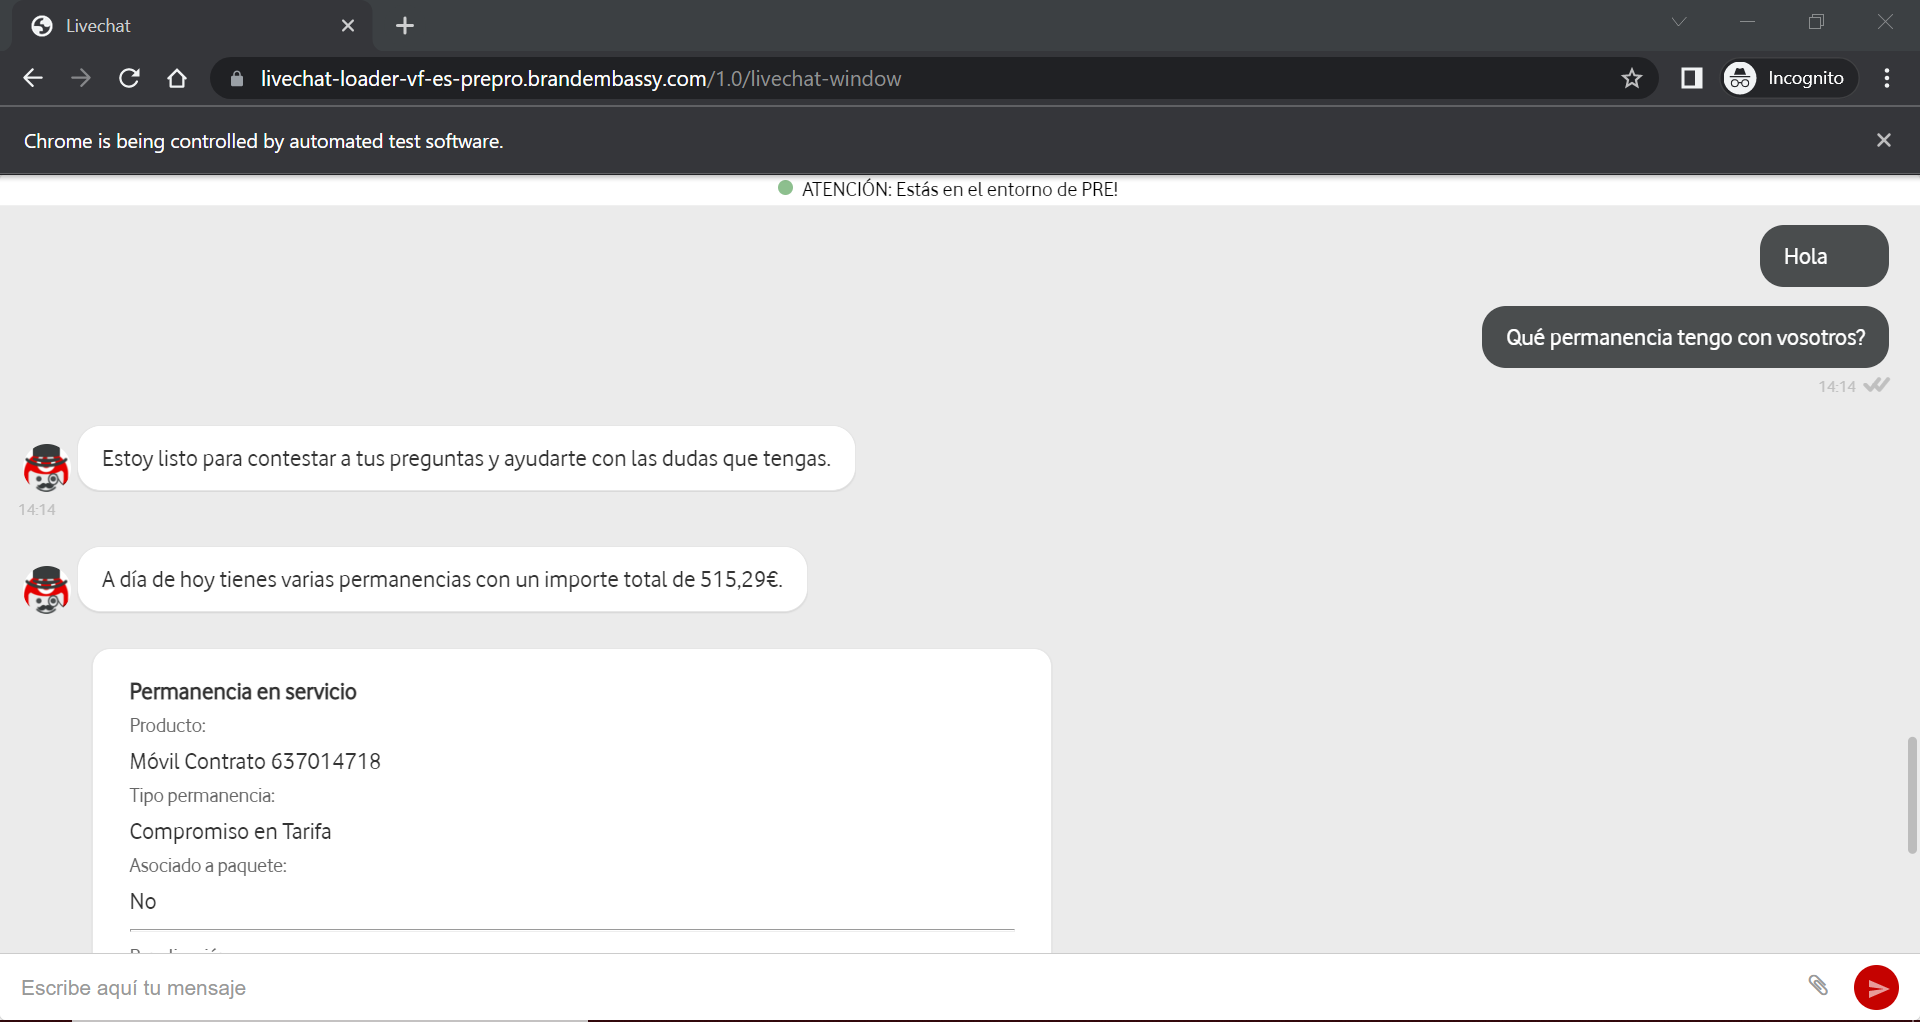 Livechat
livechat-loader-vf-es-prepro.brandembassy.com/1.0/livechat-window
Incognito
Chrome is being controlled by automated test software.
ATENCIÓN: Estás en el entorno de PRE!
Hola
Qué permanencia tengo con vosotros?
14:14
Estoy listo para contestar a tus preguntas y ayudarte con las dudas que tengas.
14:14
A día de hoy tienes varias permanencias con un importe total de 515,29€.
Permanencia en servicio
Producto:
Móvil Contrato 637014718
Tipo permanencia:
Compromiso en Tarifa
Asociado a paquete:
No
Escribe aquí tu mensaje